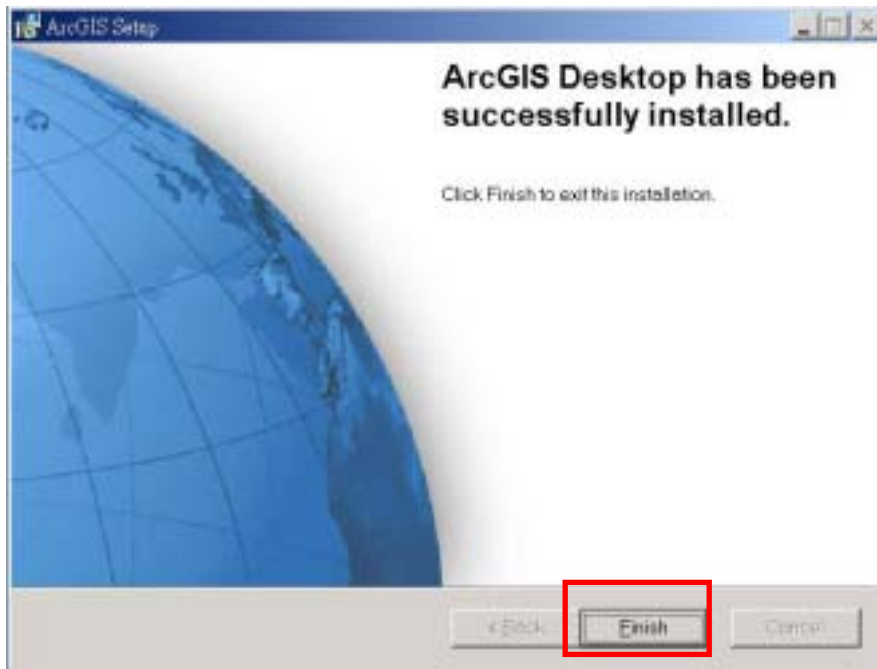 ArcGIS Setup
ArcGIS Desktop has been
successfully installed.
Click Finish to exit this installation.
< Back
Finish
Cancel